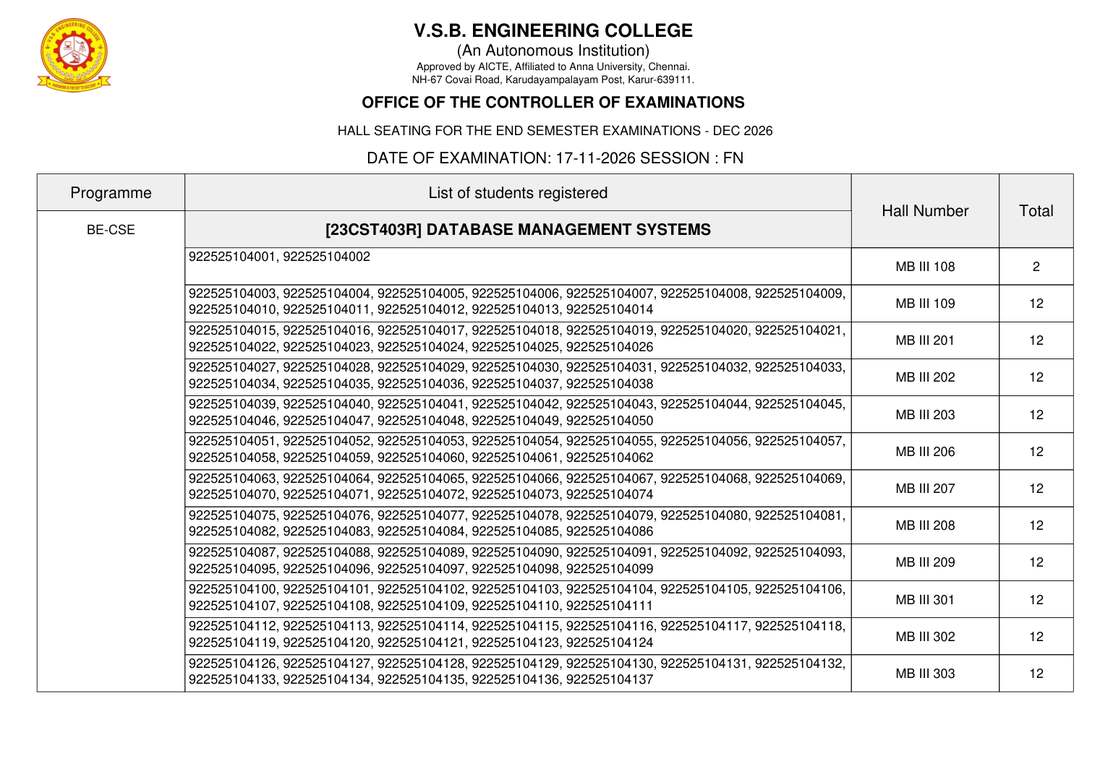 V.S.B. ENGINEERING COLLEGE
(An Autonomous Institution)
Approved by AICTE, Affiliated to Anna University, Chennai.
NH-67 Covai Road, Karudayampalayam Post, Karur-639111.
OFFICE OF THE CONTROLLER OF EXAMINATIONS
HALL SEATING FOR THE END SEMESTER EXAMINATIONS - DEC 2026
DATE OF EXAMINATION: 17-11-2026 SESSION : FN
Programme List of students registered Hall Number Total
BE-CSE [23CST403R] DATABASE MANAGEMENT SYSTEMS
922525104001, 922525104002 MB III 108 2
922525104003, 922525104004, 922525104005, 922525104006, 922525104007, 922525104008, 922525104009,
922525104010, 922525104011, 922525104012, 922525104013, 922525104014 MB III 109 12
922525104015, 922525104016, 922525104017, 922525104018, 922525104019, 922525104020, 922525104021,
922525104022, 922525104023, 922525104024, 922525104025, 922525104026 MB III 201 12
922525104027, 922525104028, 922525104029, 922525104030, 922525104031, 922525104032, 922525104033,
922525104034, 922525104035, 922525104036, 922525104037, 922525104038 MB III 202 12
922525104039, 922525104040, 922525104041, 922525104042, 922525104043, 922525104044, 922525104045,
922525104046, 922525104047, 922525104048, 922525104049, 922525104050 MB III 203 12
922525104051, 922525104052, 922525104053, 922525104054, 922525104055, 922525104056, 922525104057,
922525104058, 922525104059, 922525104060, 922525104061, 922525104062 MB III 206 12
922525104063, 922525104064, 922525104065, 922525104066, 922525104067, 922525104068, 922525104069,
922525104070, 922525104071, 922525104072, 922525104073, 922525104074 MB III 207 12
922525104075, 922525104076, 922525104077, 922525104078, 922525104079, 922525104080, 922525104081,
922525104082, 922525104083, 922525104084, 922525104085, 922525104086 MB III 208 12
922525104087, 922525104088, 922525104089, 922525104090, 922525104091, 922525104092, 922525104093,
922525104095, 922525104096, 922525104097, 922525104098, 922525104099 MB III 209 12
922525104100, 922525104101, 922525104102, 922525104103, 922525104104, 922525104105, 922525104106,
922525104107, 922525104108, 922525104109, 922525104110, 922525104111 MB III 301 12
922525104112, 922525104113, 922525104114, 922525104115, 922525104116, 922525104117, 922525104118,
922525104119, 922525104120, 922525104121, 922525104123, 922525104124 MB III 302 12
922525104126, 922525104127, 922525104128, 922525104129, 922525104130, 922525104131, 922525104132,
922525104133, 922525104134, 922525104135, 922525104136, 922525104137 MB III 303 12